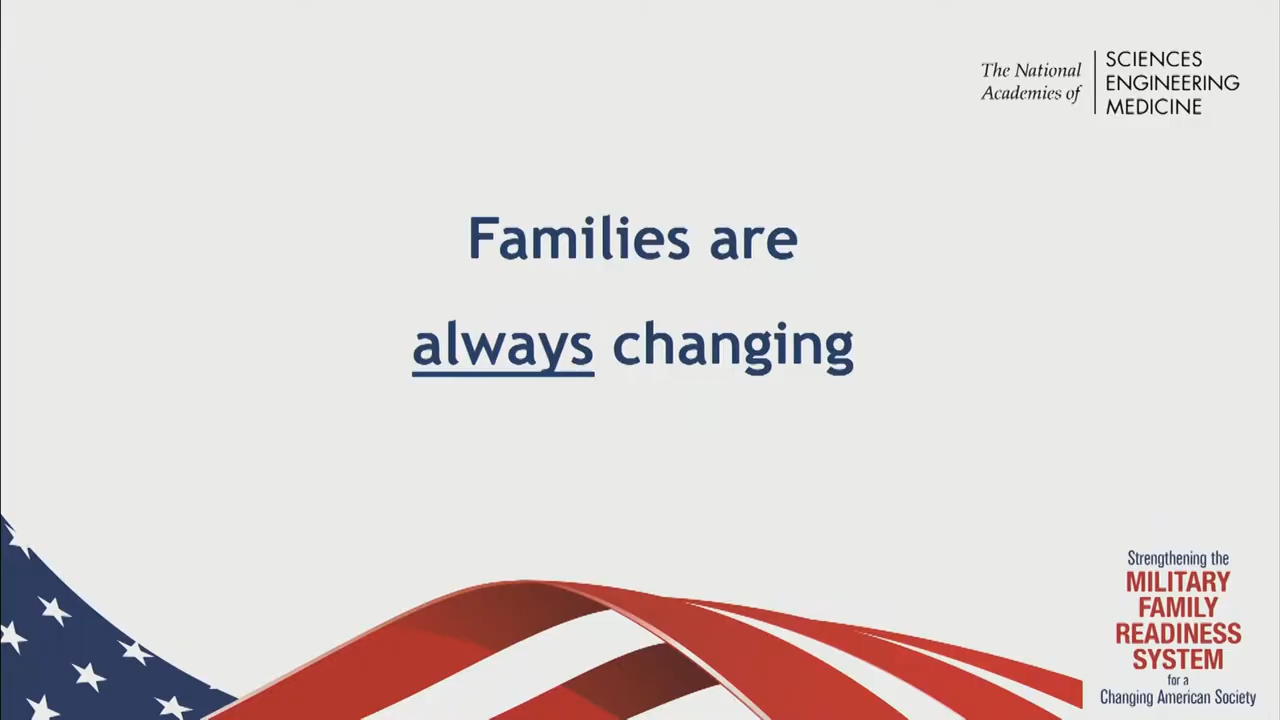 The National
Academies of
SCIENCES
ENGINEERING
MEDICINE
Families are
always changing
Strengthening the
MILITARY
FAMILY
READINESS
SYSTEM
for a
Changing American Society